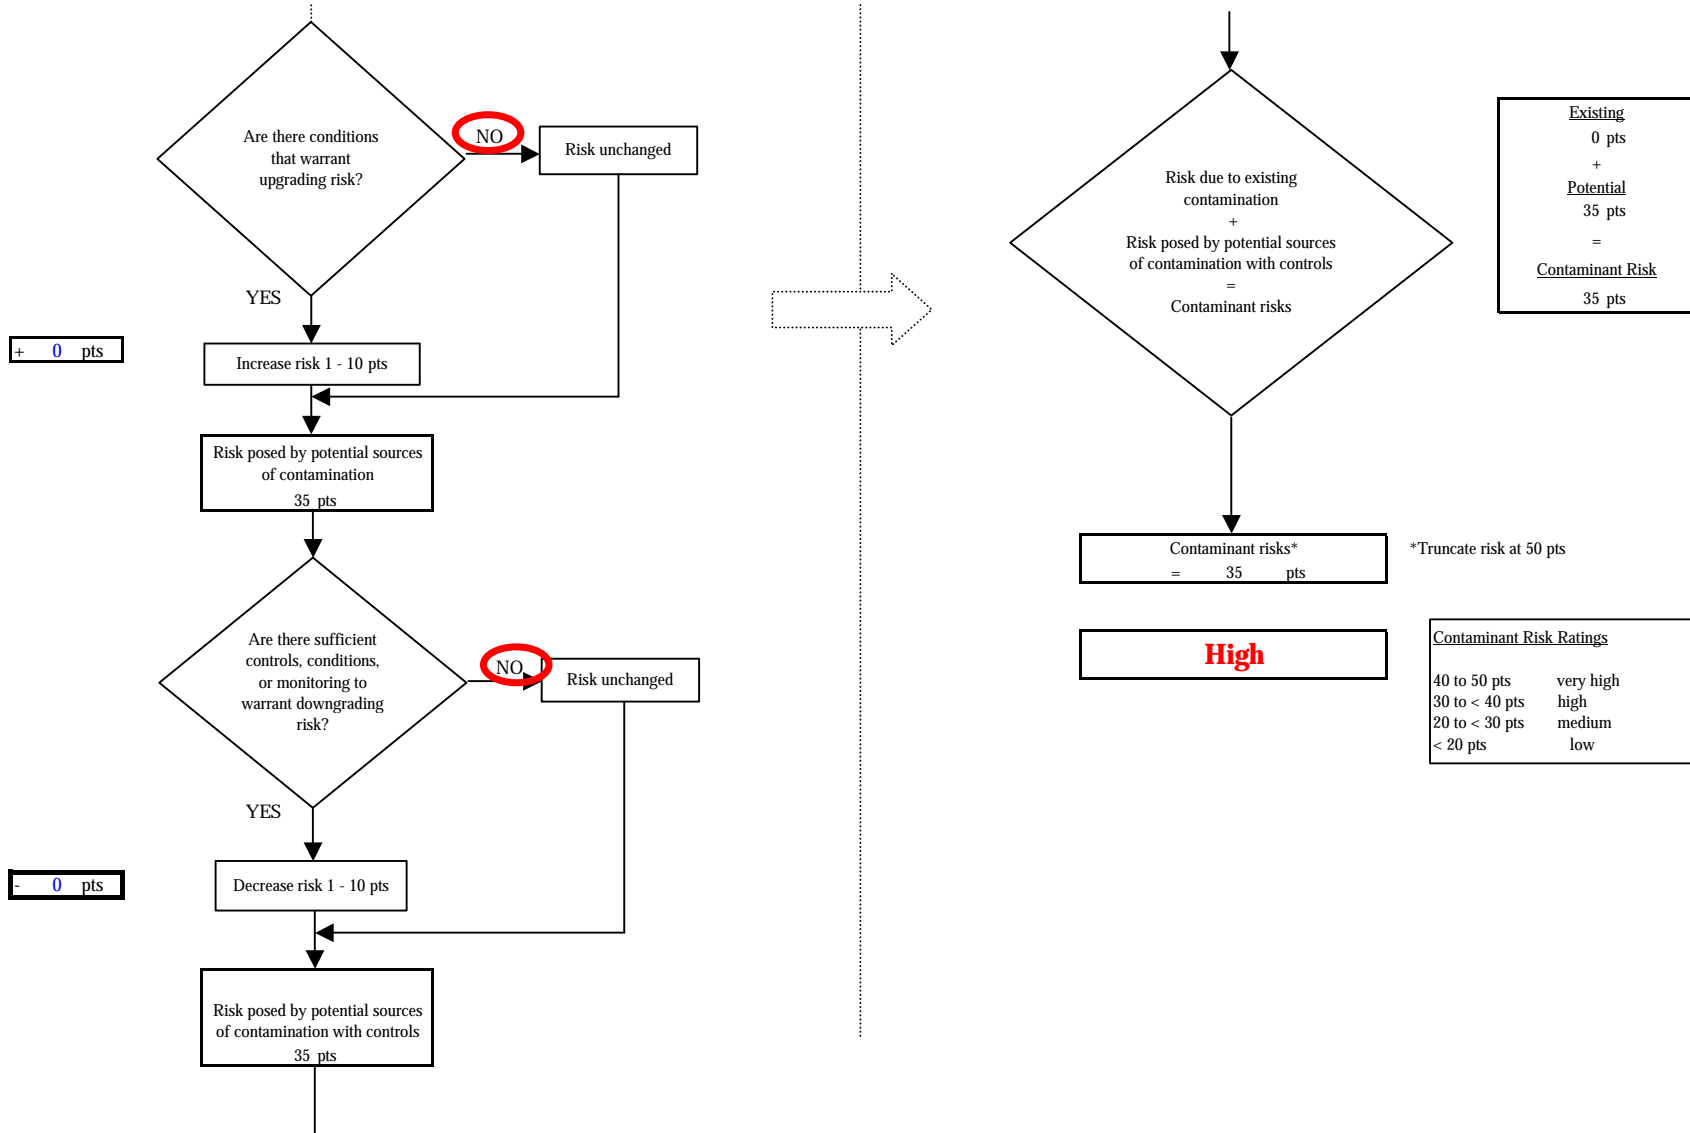 Are there conditions
that warrant
upgrading risk?
NO
Risk unchanged
YES
+ 0 pts
Increase risk 1 - 10 pts
Risk posed by potential sources
of contamination
35 pts
Are there sufficient
controls, conditions,
or monitoring to
warrant downgrading
risk?
NO
Risk unchanged
YES
- 0 pts
Decrease risk 1 - 10 pts
Risk posed by potential sources
of contamination with controls
35 pts
Risk due to existing
contamination
+
Risk posed by potential sources
of contamination with controls
=
Contaminant risks
Existing
0 pts
+
Potential
35 pts
=
Contaminant Risk
35 pts
Contaminant risks*
= 35 pts
*Truncate risk at 50 pts
High
Contaminant Risk Ratings
40 to 50 pts very high
30 to < 40 pts high
20 to < 30 pts medium
< 20 pts low